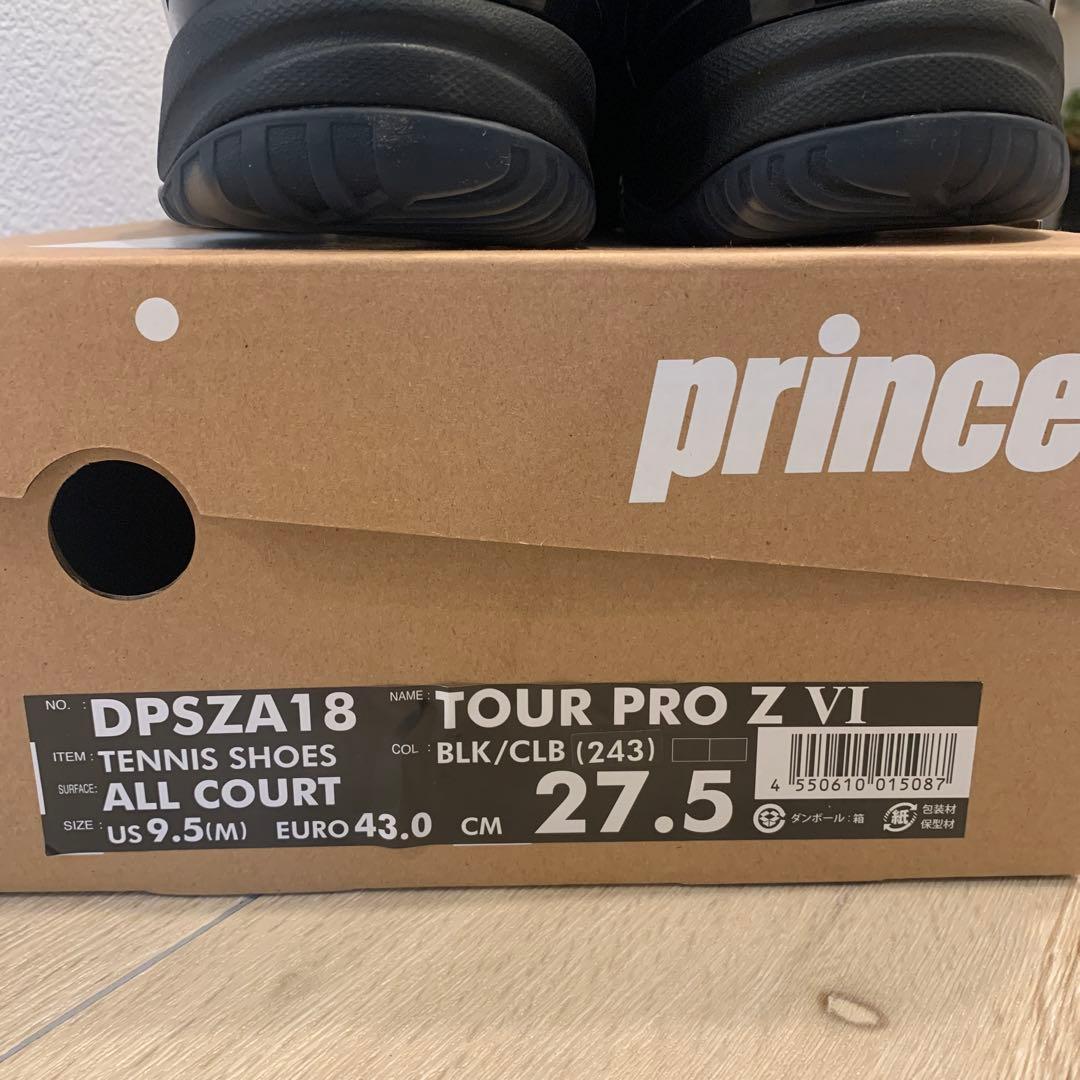 prince
NO. : DPSZA18
NAME : TOUR PRO Z VI
ITEM : TENNIS SHOES
COL : BLK/CLB (243)
SURFACE: ALL COURT
SIZE : US 9.5(M) EURO 43.0 CM 27.5
4 550610 015087
ダンボール : 箱
紙 包装材
保型材